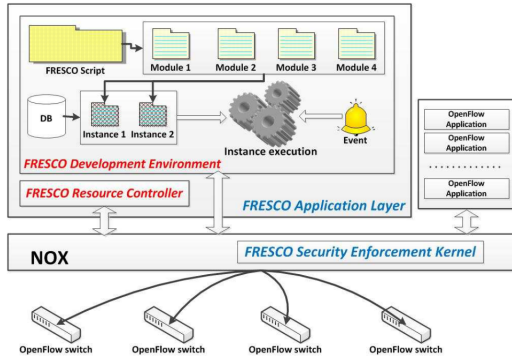 FRESCO Script
Module 1
Module 2
Module 3
Module 4
DB
Instance 1
Instance 2
Instance execution
Event
FRESCO Development Environment
FRESCO Resource Controller
FRESCO Application Layer
OpenFlow
Application
OpenFlow
Application
. . . . . . . . . . . .
OpenFlow
Application
NOX
FRESCO Security Enforcement Kernel
OpenFlow switch
OpenFlow switch
OpenFlow switch
OpenFlow switch